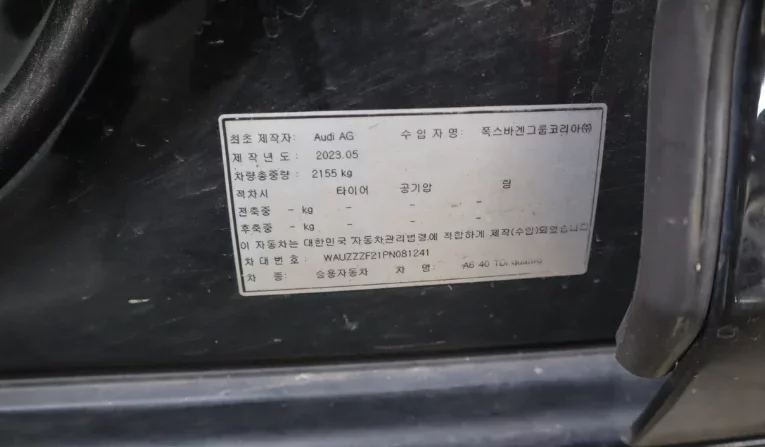 최초 제작자: Audi AG 수 입 자 명: 폭스바겐그룹코리아㈜
제 작 년 도 : 2023.05
차량총중량 : 2155 kg
적차시 타이어 공기압 림
전축중 - kg - - -
후축중 - kg - - -
이 자동차는 대한민국 자동차관리법령에 적합하게 제작(수입)되었습니다
차 대 번 호 : WAUZZZF21PN081241
차 종: 승용자동차 차 명: A6 40 TDI quattro